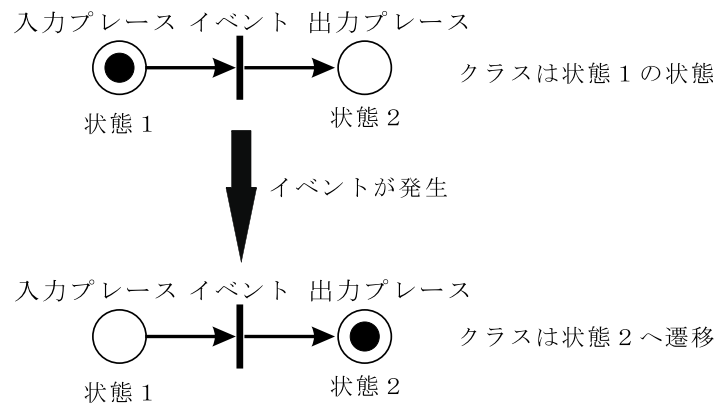 入力プレース イベント 出力プレース
クラスは状態１の状態
状態１ 状態２
イベントが発生
入力プレース イベント 出力プレース
クラスは状態２へ遷移
状態１ 状態２